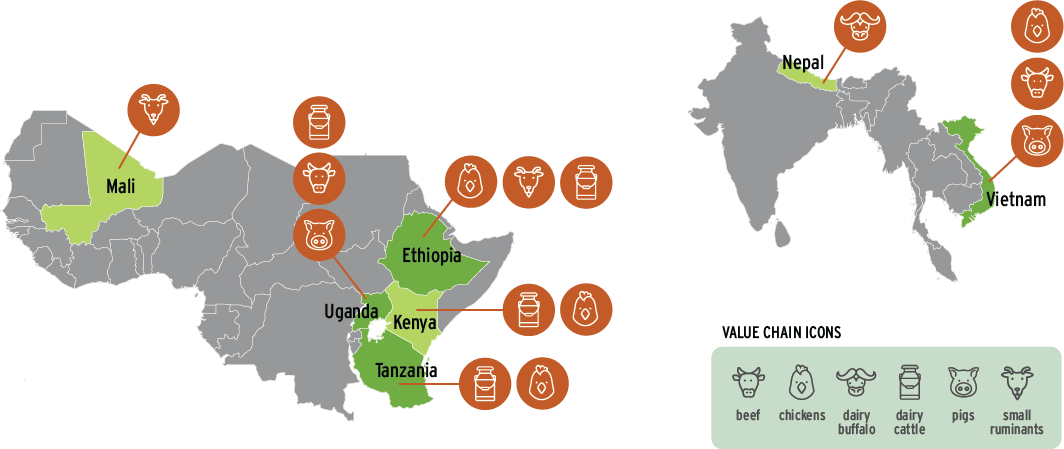 Nepal
Mali
Vietnam
Ethiopia
Uganda
Kenya
Tanzania
VALUE CHAIN ICONS
beef
chickens
dairy
buffalo
dairy
cattle
pigs
small
ruminants